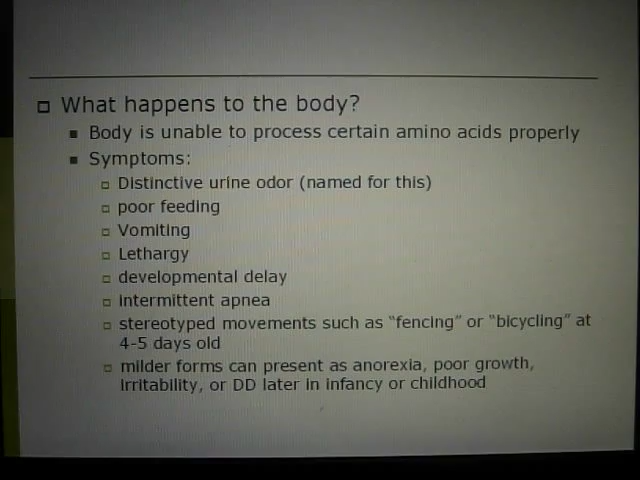 What happens to the body?
Body is unable to process certain amino acids properly
Symptoms:
Distinctive urine odor (named for this)
poor feeding
Vomiting
Lethargy
developmental delay
intermittent apnea
stereotyped movements such as “fencing” or “bicycling” at
4-5 days old
milder forms can present as anorexia, poor growth,
irritability, or DD later in infancy or childhood